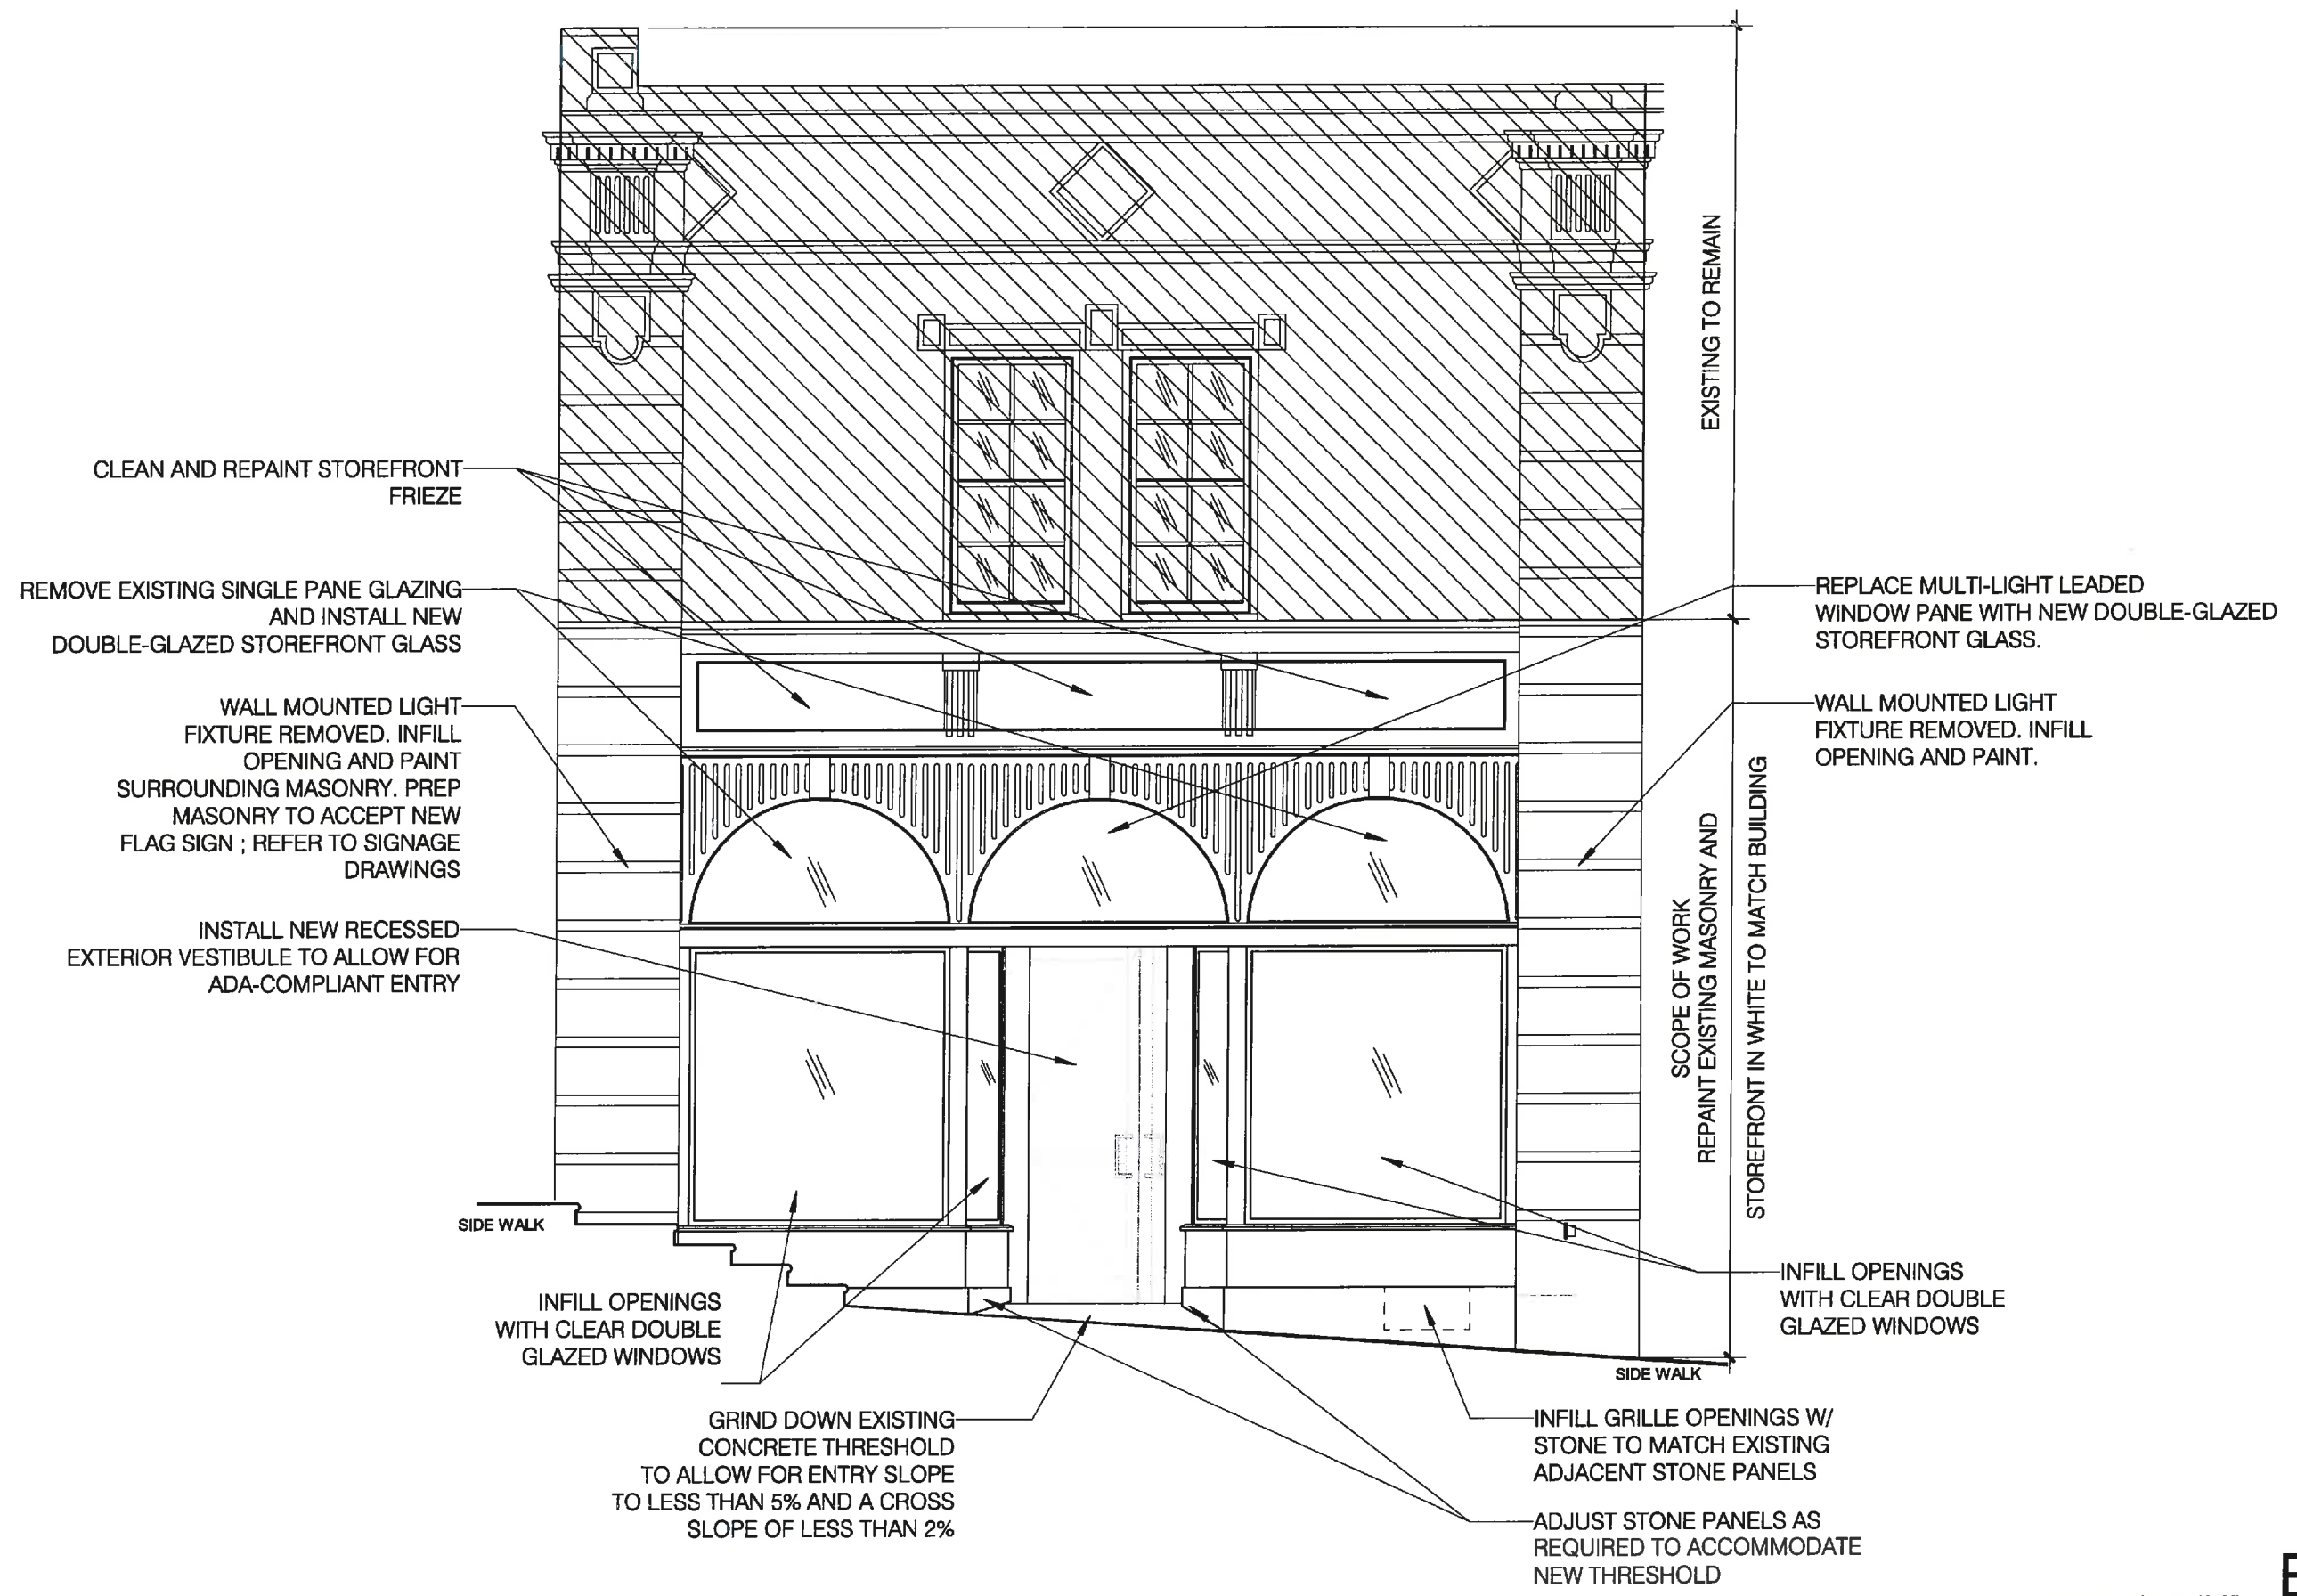 EXISTING TO REMAIN
CLEAN AND REPAINT STOREFRONT
FRIEZE
REMOVE EXISTING SINGLE PANE GLAZING
AND INSTALL NEW
DOUBLE-GLAZED STOREFRONT GLASS
WALL MOUNTED LIGHT
FIXTURE REMOVED. INFILL
OPENING AND PAINT
SURROUNDING MASONRY. PREP
MASONRY TO ACCEPT NEW
FLAG SIGN ; REFER TO SIGNAGE
DRAWINGS
INSTALL NEW RECESSED
EXTERIOR VESTIBULE TO ALLOW FOR
ADA-COMPLIANT ENTRY
REPLACE MULTI-LIGHT LEADED
WINDOW PANE WITH NEW DOUBLE-GLAZED
STOREFRONT GLASS.
WALL MOUNTED LIGHT
FIXTURE REMOVED. INFILL
OPENING AND PAINT.
SCOPE OF WORK
REPAINT EXISTING MASONRY AND
STOREFRONT IN WHITE TO MATCH BUILDING
SIDE WALK
INFILL OPENINGS
WITH CLEAR DOUBLE
GLAZED WINDOWS
INFILL OPENINGS
WITH CLEAR DOUBLE
GLAZED WINDOWS
SIDE WALK
GRIND DOWN EXISTING
CONCRETE THRESHOLD
TO ALLOW FOR ENTRY SLOPE
TO LESS THAN 5% AND A CROSS
SLOPE OF LESS THAN 2%
INFILL GRILLE OPENINGS W/
STONE TO MATCH EXISTING
ADJACENT STONE PANELS
ADJUST STONE PANELS AS
REQUIRED TO ACCOMMODATE
NEW THRESHOLD